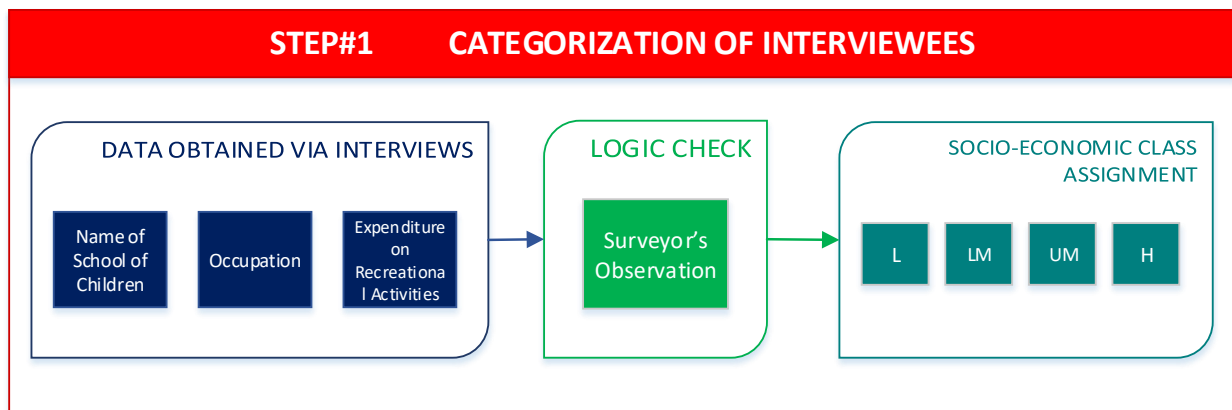 STEP#1 CATEGORIZATION OF INTERVIEWEES
DATA OBTAINED VIA INTERVIEWS
Name of
School of
Children
Occupation
Expenditure
on
Recreationa
l Activities
LOGIC CHECK
Surveyor's
Observation
SOCIO-ECONOMIC CLASS
ASSIGNMENT
L
LM
UM
H